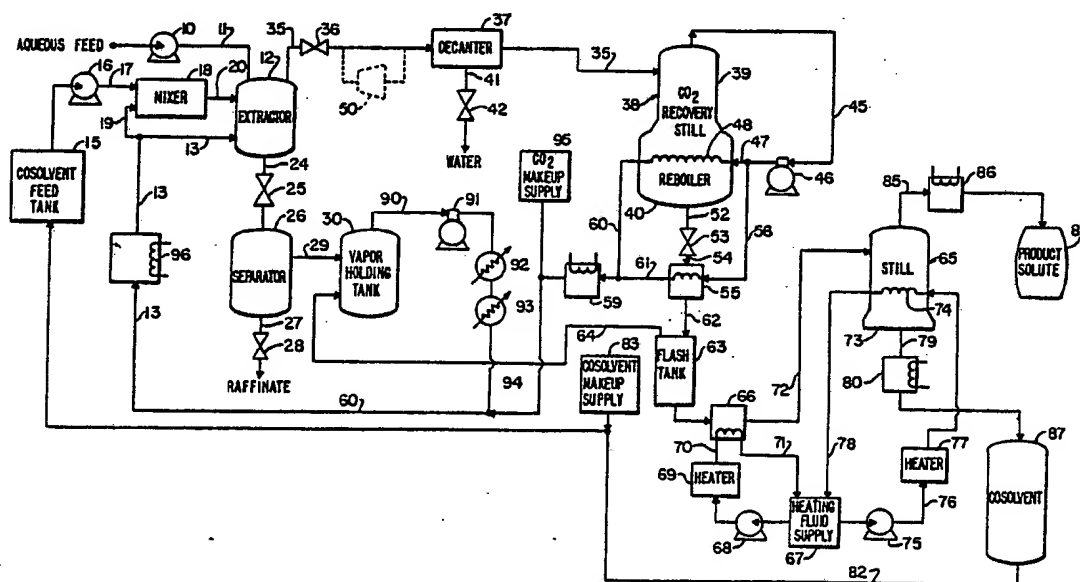 AQUEOUS FEED
10
11
12
35
36
37
DECANTER
41
42
WATER
50
35
38
39
CO2
RECOVERY
STILL
48
47
REBOILER
40
45
46
16
17
18
MIXER
20
19
13
EXTRACTOR
24
25
15
COSOLVENT
FEED
TANK
13
96
13
26
SEPARATOR
27
28
RAFFINATE
29
30
VAPOR
HOLDING
TANK
90
91
92
93
94
95
CO2
MAKEUP
SUPPLY
60
59
61
52
53
54
55
56
62
63
FLASH
TANK
64
83
COSOLVENT
MAKEUP
SUPPLY
60
66
70
71
69
HEATER
68
HEATING
FLUID
SUPPLY
67
75
76
77
HEATER
78
72
85
86
STILL
65
74
73
79
80
PRODUCT
SOLUTE
87
COSOLVENT
82